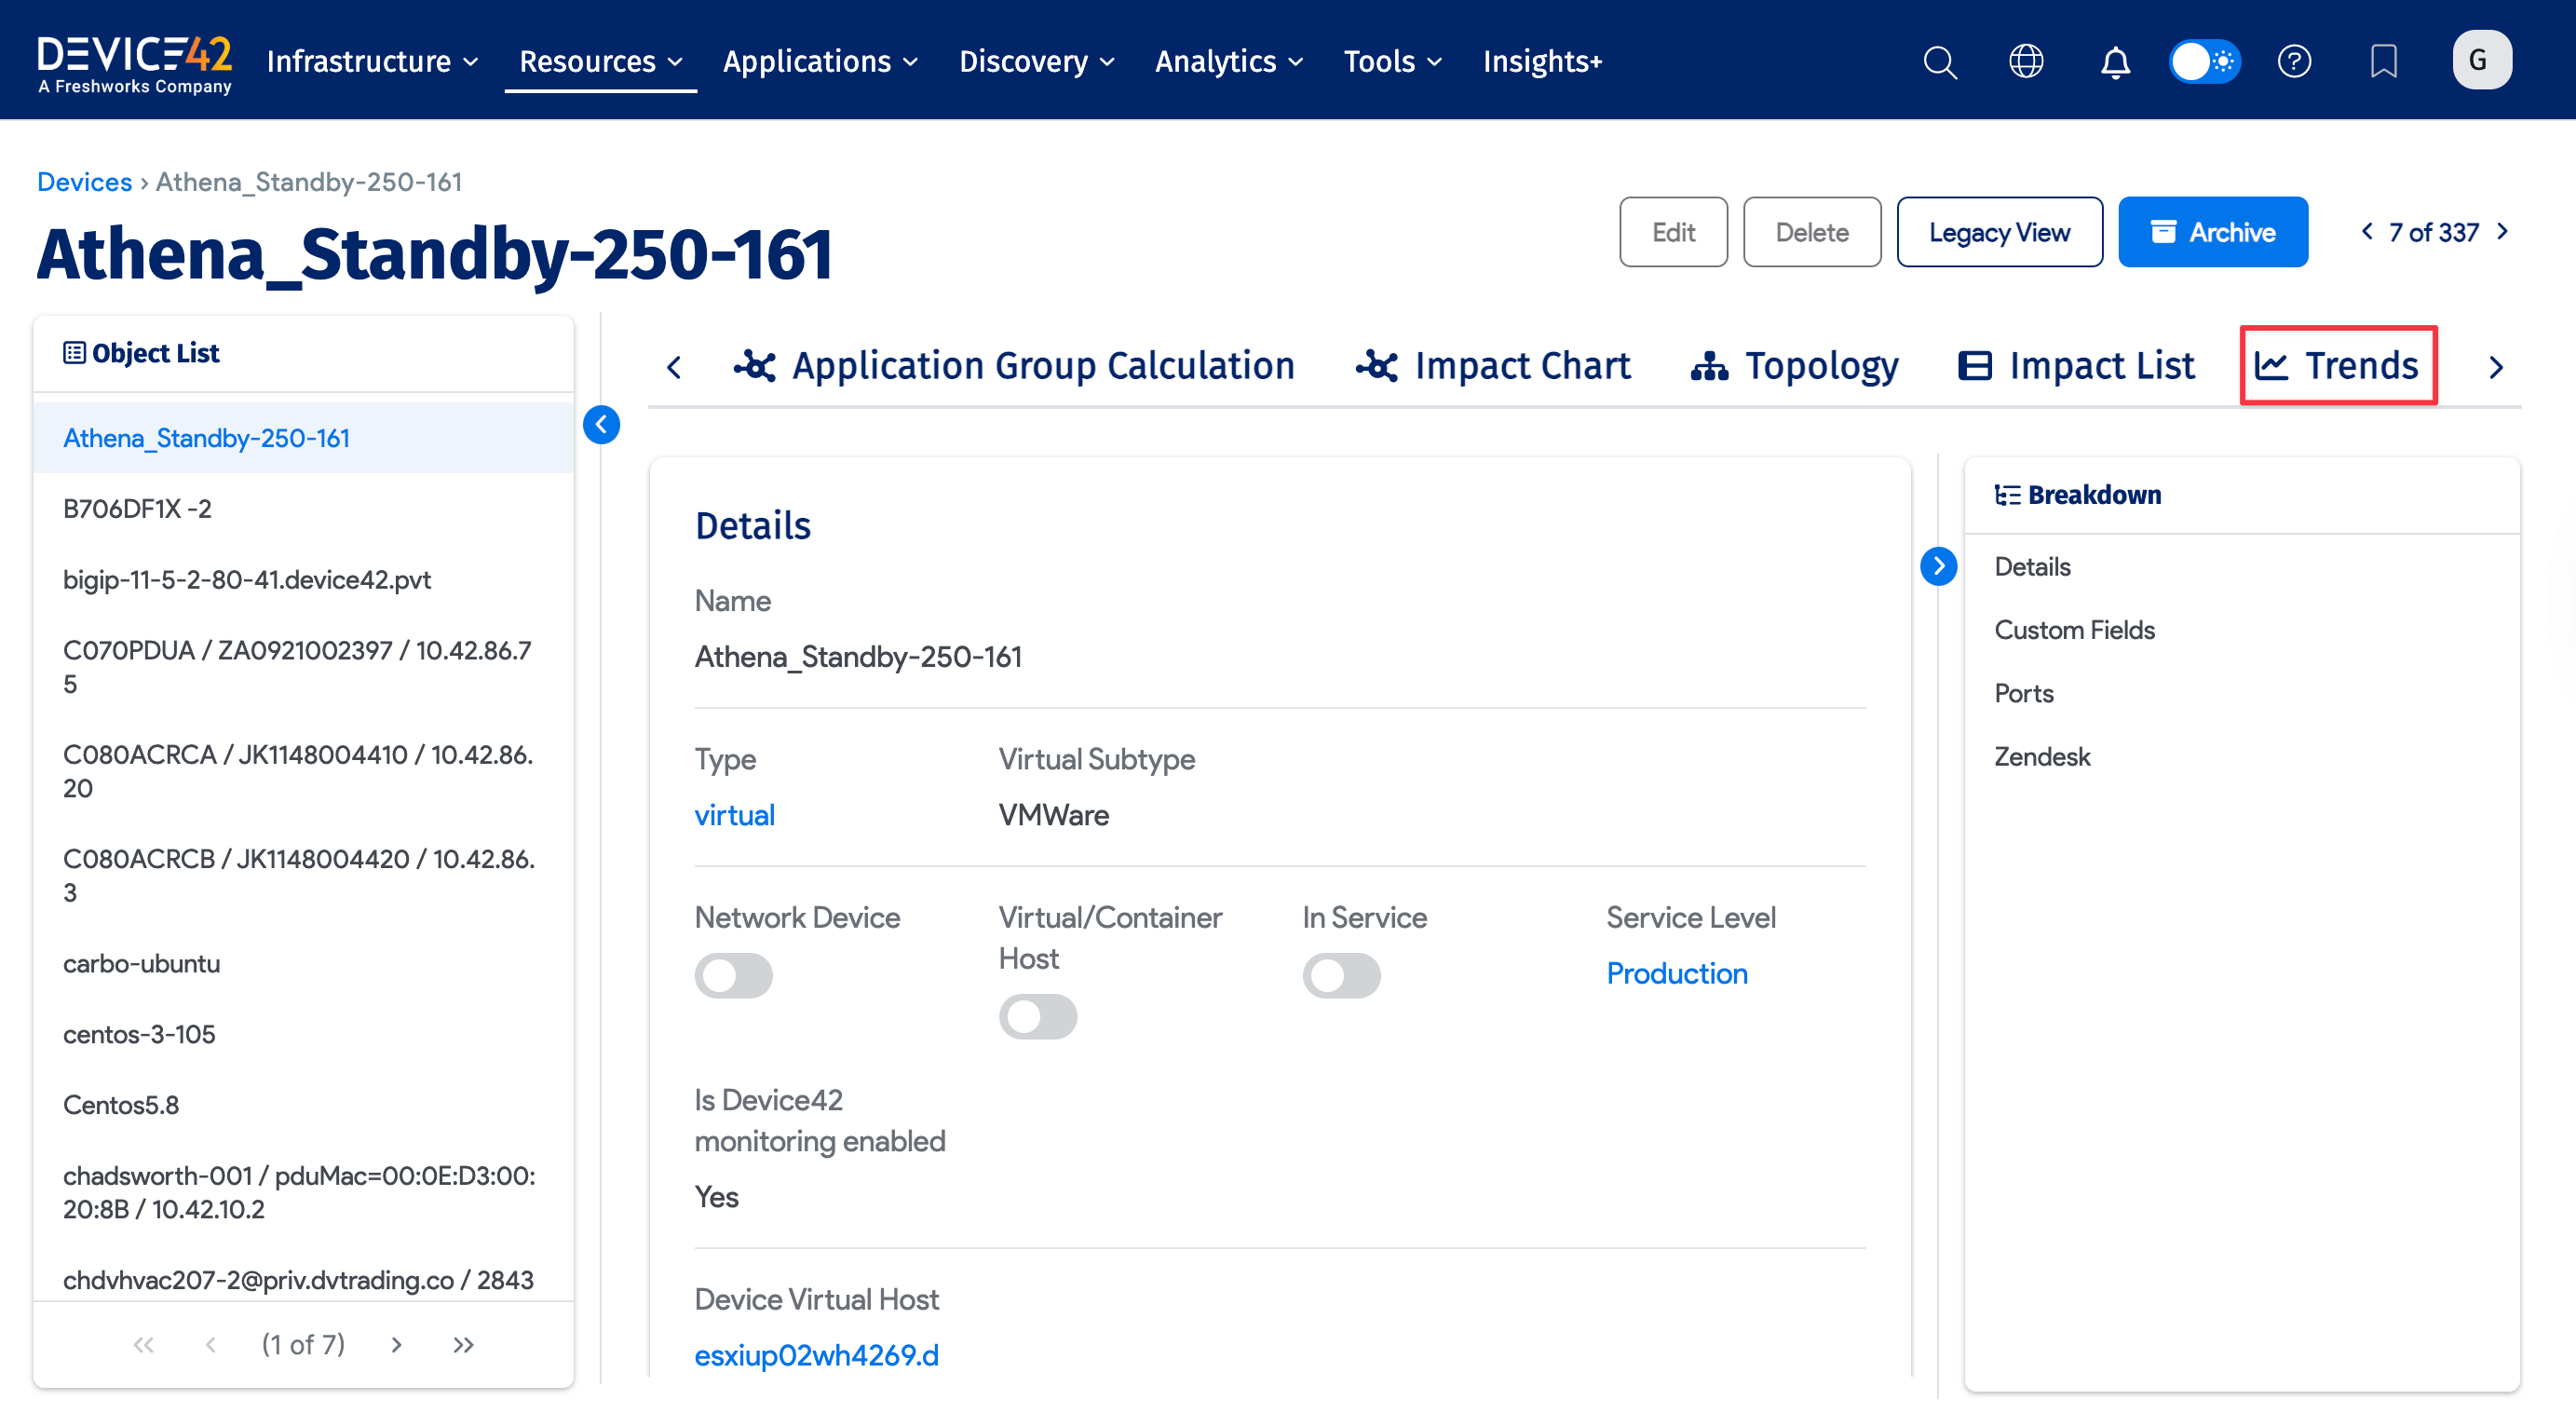 DEVICE42
A Freshworks Company
Infrastructure
Resources
Applications
Discovery
Analytics
Tools
Insights+
G
Devices › Athena_Standby-250-161
Athena_Standby-250-161
Edit
Delete
Legacy View
Archive
7 of 337
Object List
Athena_Standby-250-161
B706DF1X -2
bigip-11-5-2-80-41.device42.pvt
C070PDUA / ZA0921002397 / 10.42.86.7
5
C080ACRCA / JK1148004410 / 10.42.86.
20
C080ACRCB / JK1148004420 / 10.42.86.
3
carbo-ubuntu
centos-3-105
Centos5.8
chadsworth-001 / pduMac=00:0E:D3:00:
20:8B / 10.42.10.2
chdvhvac207-2@priv.dvtrading.co / 2843
(1 of 7)
Application Group Calculation
Impact Chart
Topology
Impact List
Trends
Details
Name
Athena_Standby-250-161
Type
virtual
Virtual Subtype
VMWare
Network Device
Virtual/Container
Host
In Service
Service Level
Production
Is Device42
monitoring enabled
Yes
Device Virtual Host
esxiup02wh4269.d
Breakdown
Details
Custom Fields
Ports
Zendesk